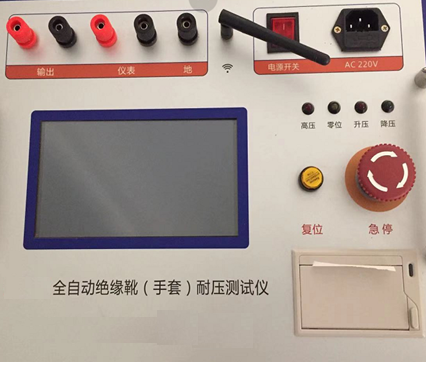 输出 仪表 地 电源开关 AC 220V
高压 零位 升压 降压
复位 急停
全自动绝缘靴（手套）耐压测试仪